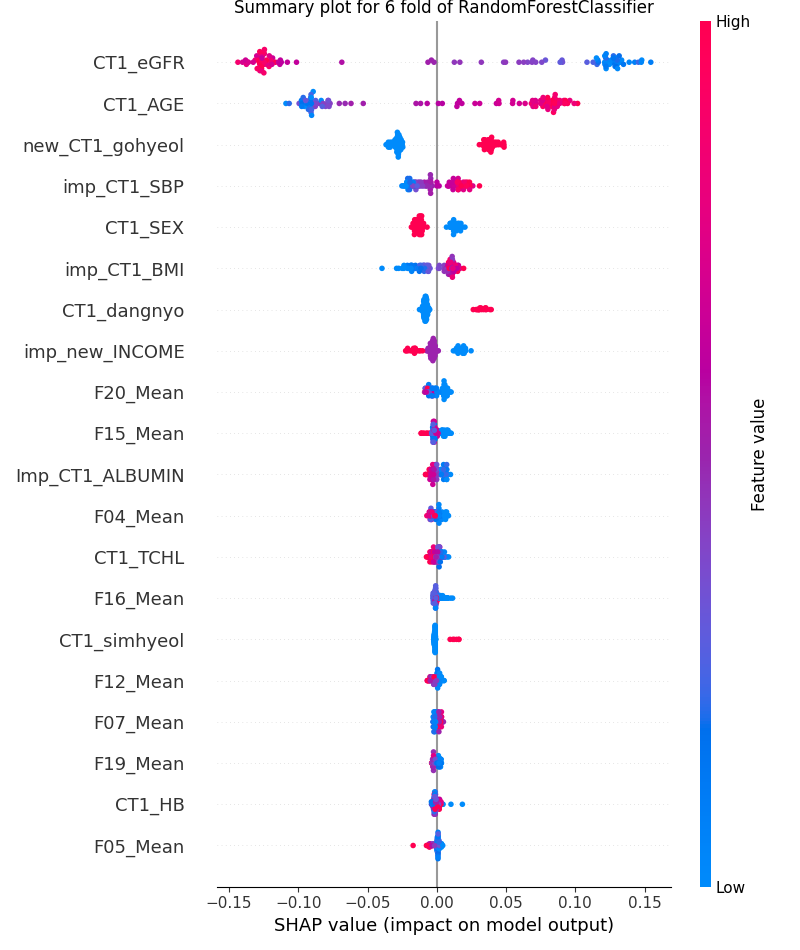 Summary plot for 6 fold of RandomForestClassifier
High
CT1_eGFR
CT1_AGE
new_CT1_gohyeol
imp_CT1_SBP
CT1_SEX
imp_CT1_BMI
CT1_dangnyo
imp_new_INCOME
F20_Mean
F15_Mean
Imp_CT1_ALBUMIN
F04_Mean
CT1_TCHL
F16_Mean
CT1_simhyeol
F12_Mean
F07_Mean
F19_Mean
CT1_HB
F05_Mean
Feature value
Low
−0.15 −0.10 −0.05 0.00 0.05 0.10 0.15
SHAP value (impact on model output)